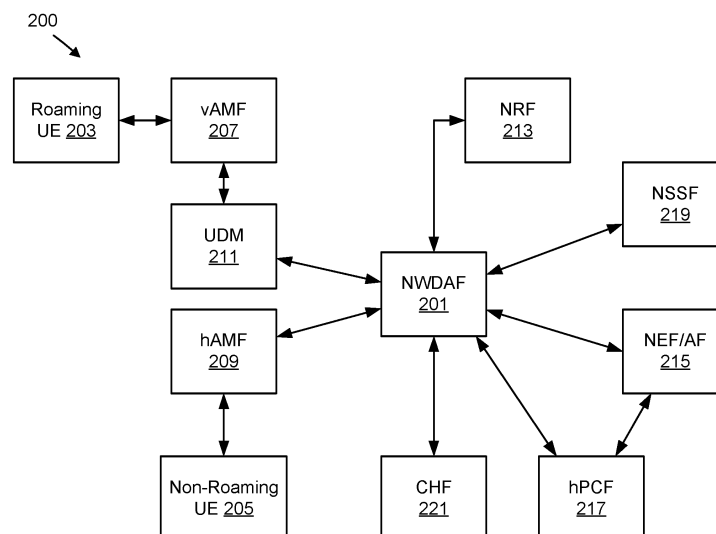 200
Roaming
UE 203
vAMF
207
NRF
213
UDM
211
NSSF
219
NWDAF
201
hAMF
209
NEF/AF
215
Non-Roaming
UE 205
CHF
221
hPCF
217